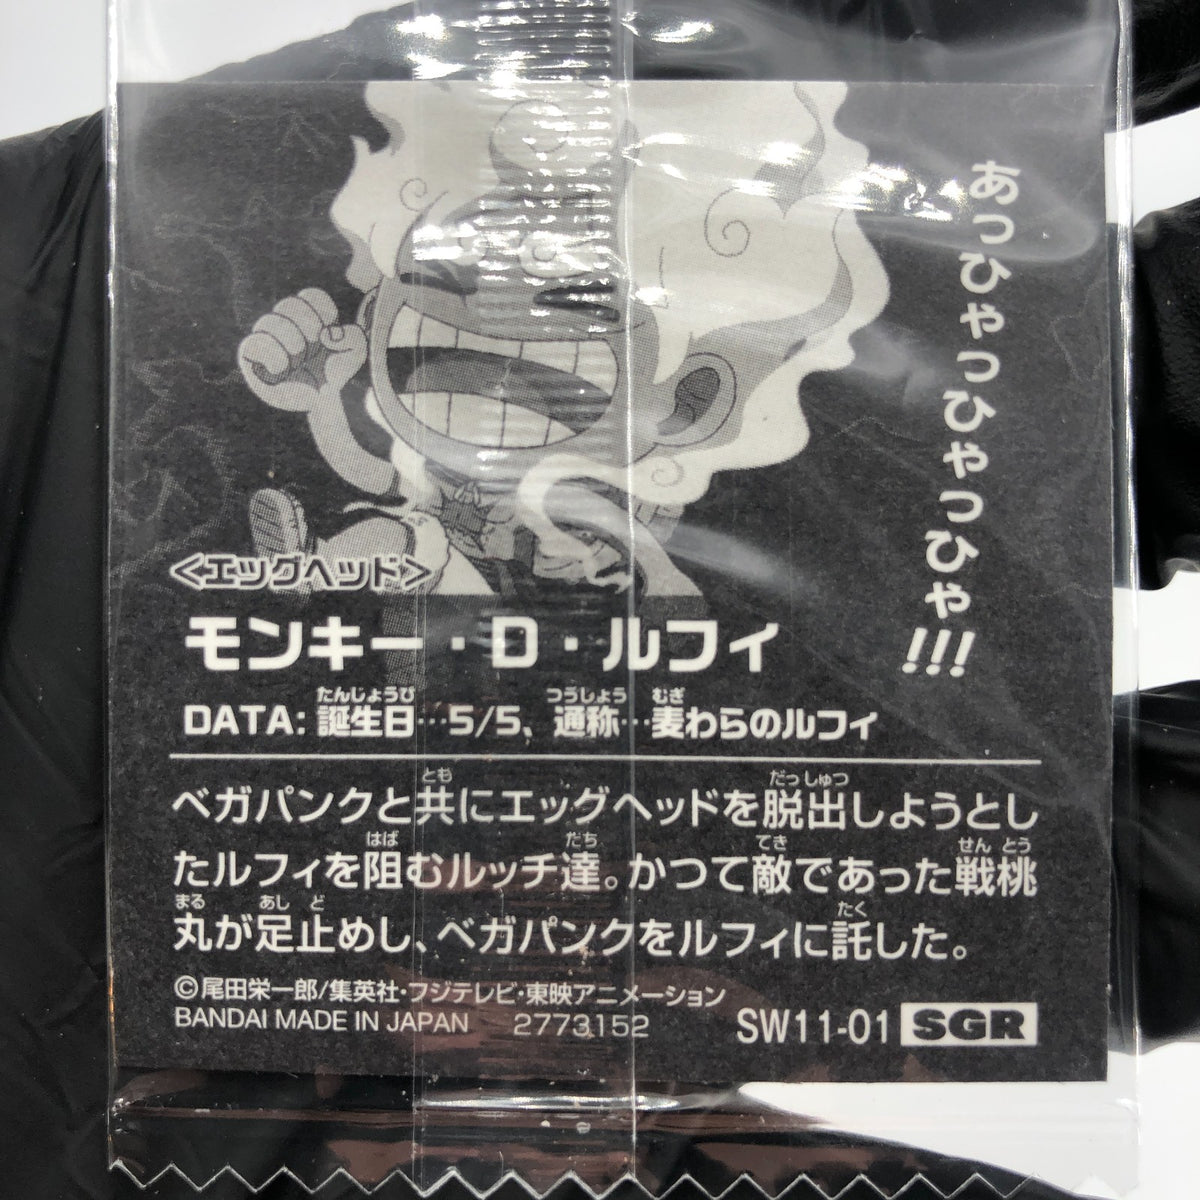 あっひゃっひゃっひゃ!!!
<エッグヘッド>
モンキー・D・ルフィ
たんじょうび つうしょう むぎ
DATA: 誕生日…5/5、通称…麦わらのルフィ
とも だっしゅつ
ベガパンクと共にエッグヘッドを脱出しようとし
はば だち てき せん とう
たルフィを阻むルッチ達。かつて敵であった戦桃
まる あし ど たく
丸が足止めし、ベガパンクをルフィに託した。
©尾田栄一郎/集英社・フジテレビ・東映アニメーション
BANDAI MADE IN JAPAN 2773152 SW11-01 SGR